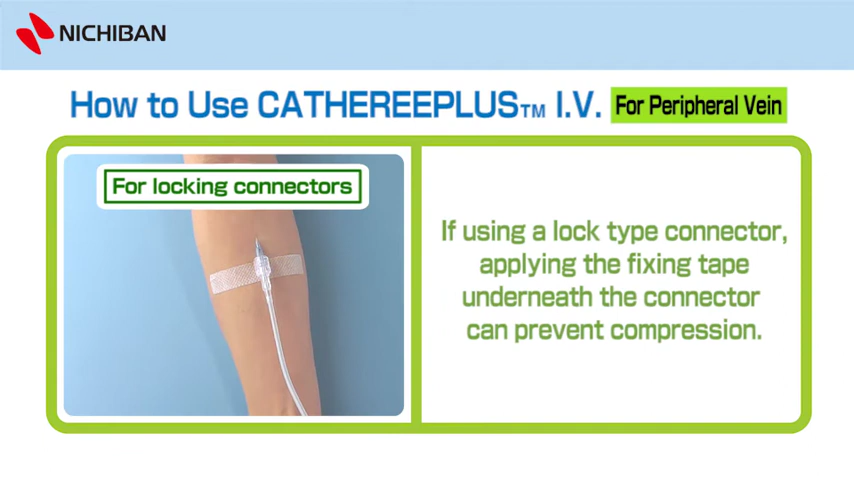 NICHIBAN
How to Use CATHEREEPLUS™ I.V. For Peripheral Vein
For locking connectors
If using a lock type connector,
applying the fixing tape
underneath the connector
can prevent compression.